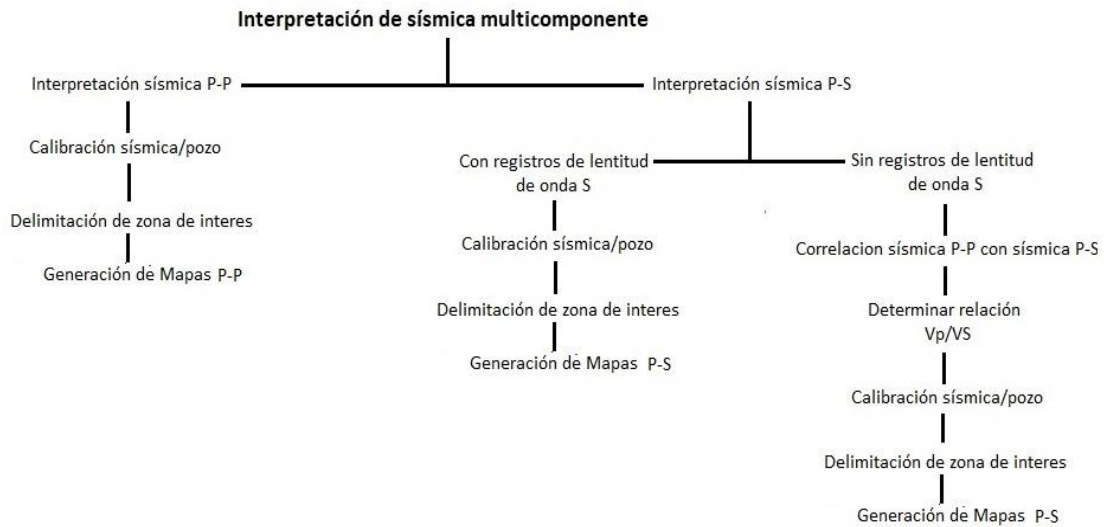 Interpretación de sísmica multicomponente
Interpretación sísmica P-P
Interpretación sísmica P-S
Calibración sísmica/pozo
Delimitación de zona de interes
Generación de Mapas P-P
Con registros de lentitud
de onda S
Calibración sísmica/pozo
Delimitación de zona de interes
Generación de Mapas P-S
Sin registros de lentitud
de onda S
Correlacion sísmica P-P con sísmica P-S
Determinar relación
Vp/VS
Calibración sísmica/pozo
Delimitación de zona de interes
Generación de Mapas P-S